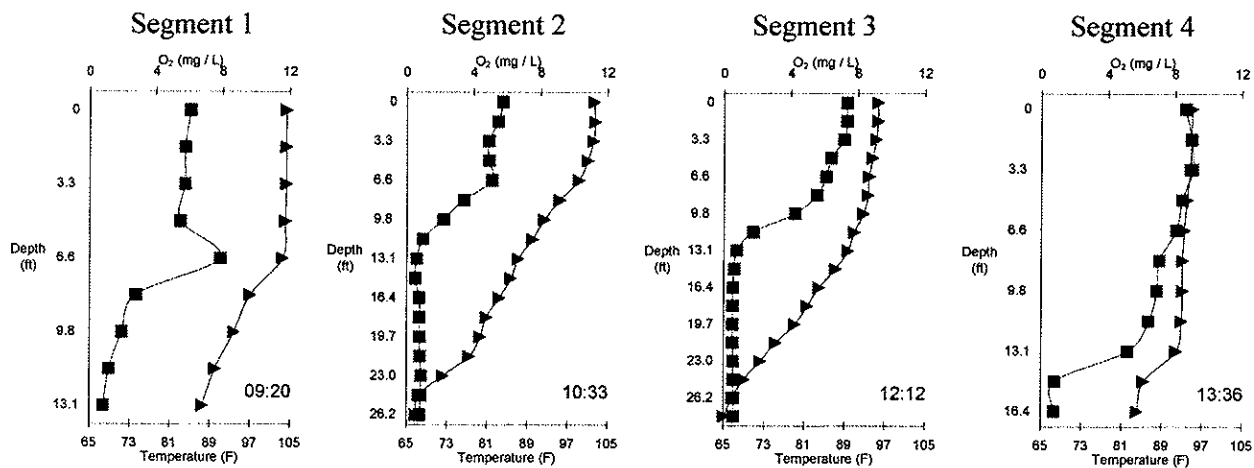 Segment 1
O₂ (mg / L)
0 4 8 12
0
3.3
Depth
(ft)
6.6
9.8
13.1
09:20
65 73 81 89 97 105
Temperature (F)
Segment 2
O₂ (mg / L)
0 4 8 12
0
3.3
6.6
9.8
Depth
(ft)
13.1
16.4
19.7
23.0
26.2
10:33
65 73 81 89 97 105
Temperature (F)
Segment 3
O₂ (mg / L)
0 4 8 12
0
3.3
6.6
9.8
Depth
(ft)
13.1
16.4
19.7
23.0
26.2
12:12
65 73 81 89 97 105
Temperature (F)
Segment 4
O₂ (mg / L)
0 4 8 12
0
3.3
6.6
Depth
(ft)
9.8
13.1
16.4
13:36
65 81 89 97 105
Temperature (F)